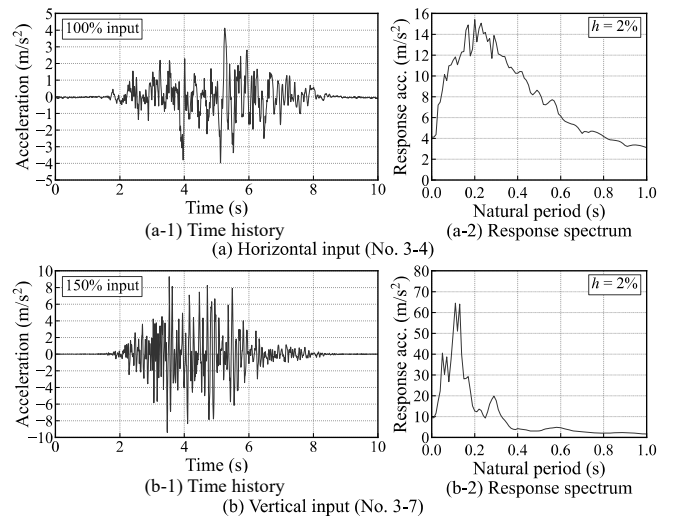 100% input
Acceleration (m/s²)
5
4
3
2
1
0
−1
−2
−3
−4
−5
0 2 4 6 8 10
Time (s)
(a-1) Time history
h = 2%
Response acc. (m/s²)
16
14
12
10
8
6
4
2
0
0.0 0.2 0.4 0.6 0.8 1.0
Natural period (s)
(a-2) Response spectrum
(a) Horizontal input (No. 3-4)
150% input
Acceleration (m/s²)
10
8
6
4
2
0
−2
−4
−6
−8
−10
0 2 4 6 8 10
Time (s)
(b-1) Time history
h = 2%
Response acc. (m/s²)
80
70
60
50
40
30
20
10
0
0.0 0.2 0.4 0.6 0.8 1.0
Natural period (s)
(b-2) Response spectrum
(b) Vertical input (No. 3-7)